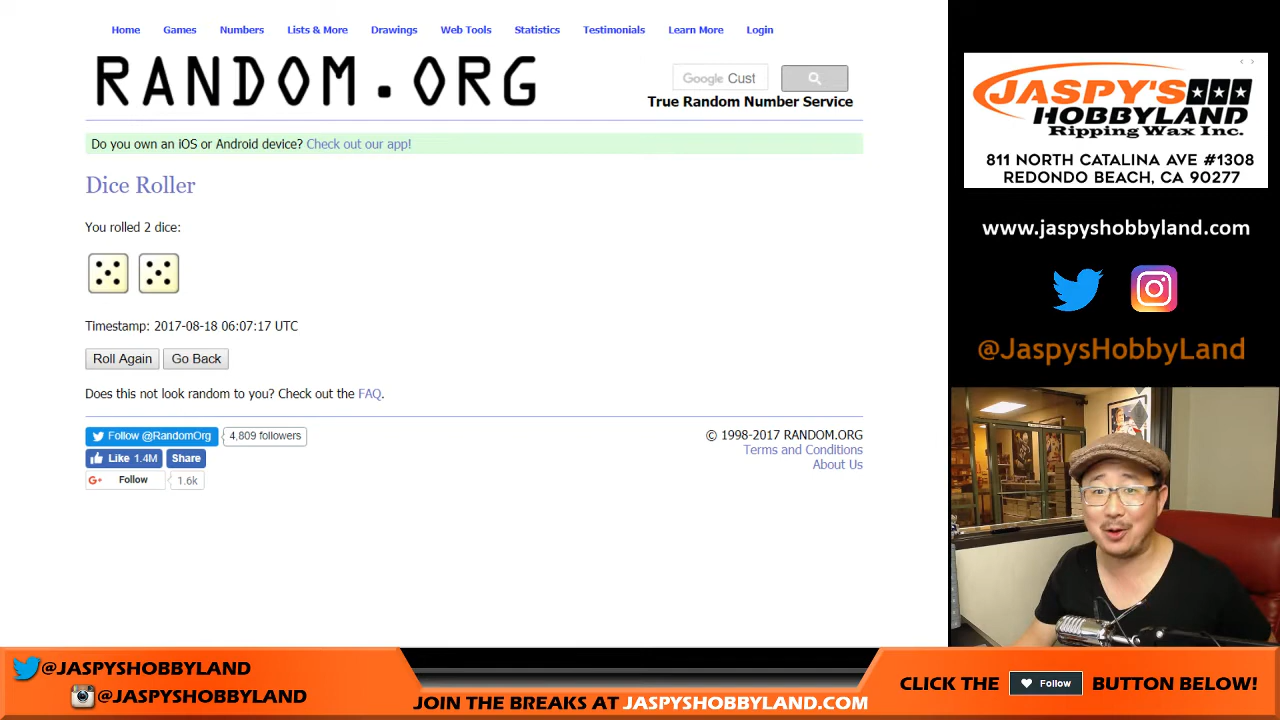 Home Games Numbers Lists & More Drawings Web Tools Statistics Testimonials Learn More Login
RANDOM.ORG
Google Cust
True Random Number Service
Do you own an iOS or Android device? Check out our app!
Dice Roller
You rolled 2 dice:
Timestamp: 2017-08-18 06:07:17 UTC
Roll Again Go Back
Does this not look random to you? Check out the FAQ.
Follow @RandomOrg 4,809 followers
Like 1.4M Share
G+ Follow 1.6k
© 1998-2017 RANDOM.ORG
Terms and Conditions
About Us
JASPY'S
HOBBYLAND
Ripping Wax Inc.
811 NORTH CATALINA AVE #1308
REDONDO BEACH, CA 90277
www.jaspyshobbyland.com
@JaspysHobbyLand
@JASPYSHOBBYLAND
@JASPYSHOBBYLAND
JOIN THE BREAKS AT JASPYSHOBBYLAND.COM
CLICK THE Follow BUTTON BELOW!